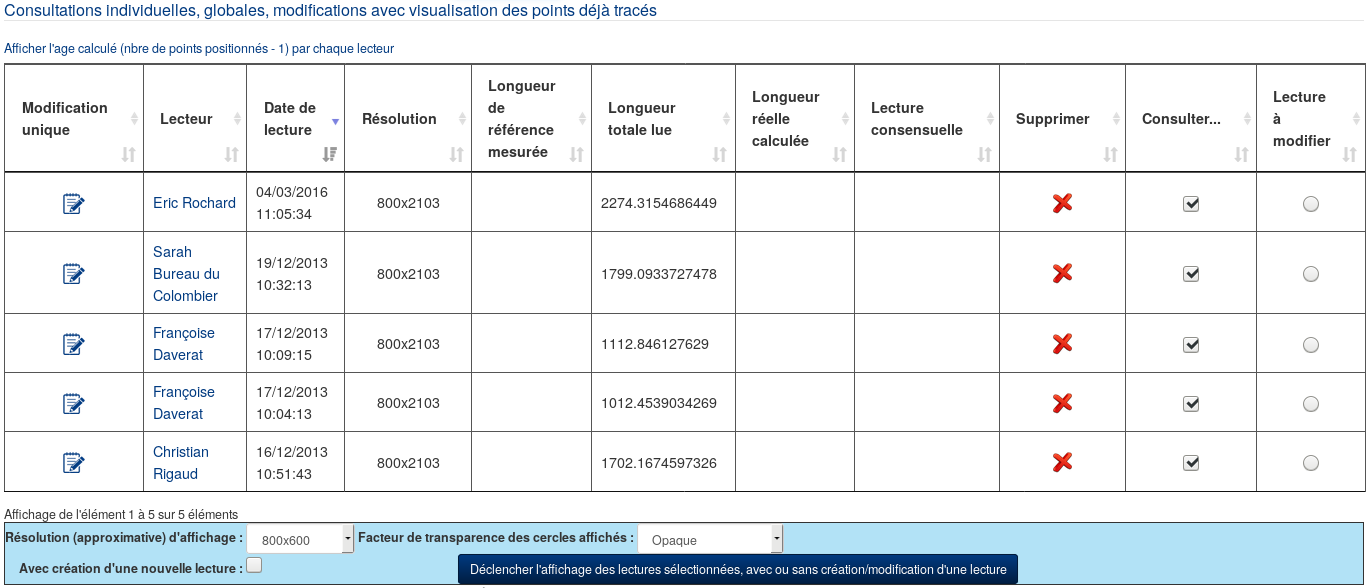 Consultations individuelles, globales, modifications avec visualisation des points déjà tracés
Afficher l'age calculé (nbre de points positionnés - 1) par chaque lecteur
Modification unique
Lecteur
Date de lecture
Résolution
Longueur de référence mesurée
Longueur totale lue
Longueur réelle calculée
Lecture consensuelle
Supprimer
Consulter...
Lecture à modifier
Eric Rochard
04/03/2016 11:05:34
800x2103
2274.3154686449
Sarah Bureau du Colombier
19/12/2013 10:32:13
800x2103
1799.0933727478
Françoise Daverat
17/12/2013 10:09:15
800x2103
1112.846127629
Françoise Daverat
17/12/2013 10:04:13
800x2103
1012.4539034269
Christian Rigaud
16/12/2013 10:51:43
800x2103
1702.1674597326
Affichage de l'élément 1 à 5 sur 5 éléments
Résolution (approximative) d'affichage : 800x600 Facteur de transparence des cercles affichés : Opaque
Avec création d'une nouvelle lecture :
Déclencher l'affichage des lectures sélectionnées, avec ou sans création/modification d'une lecture